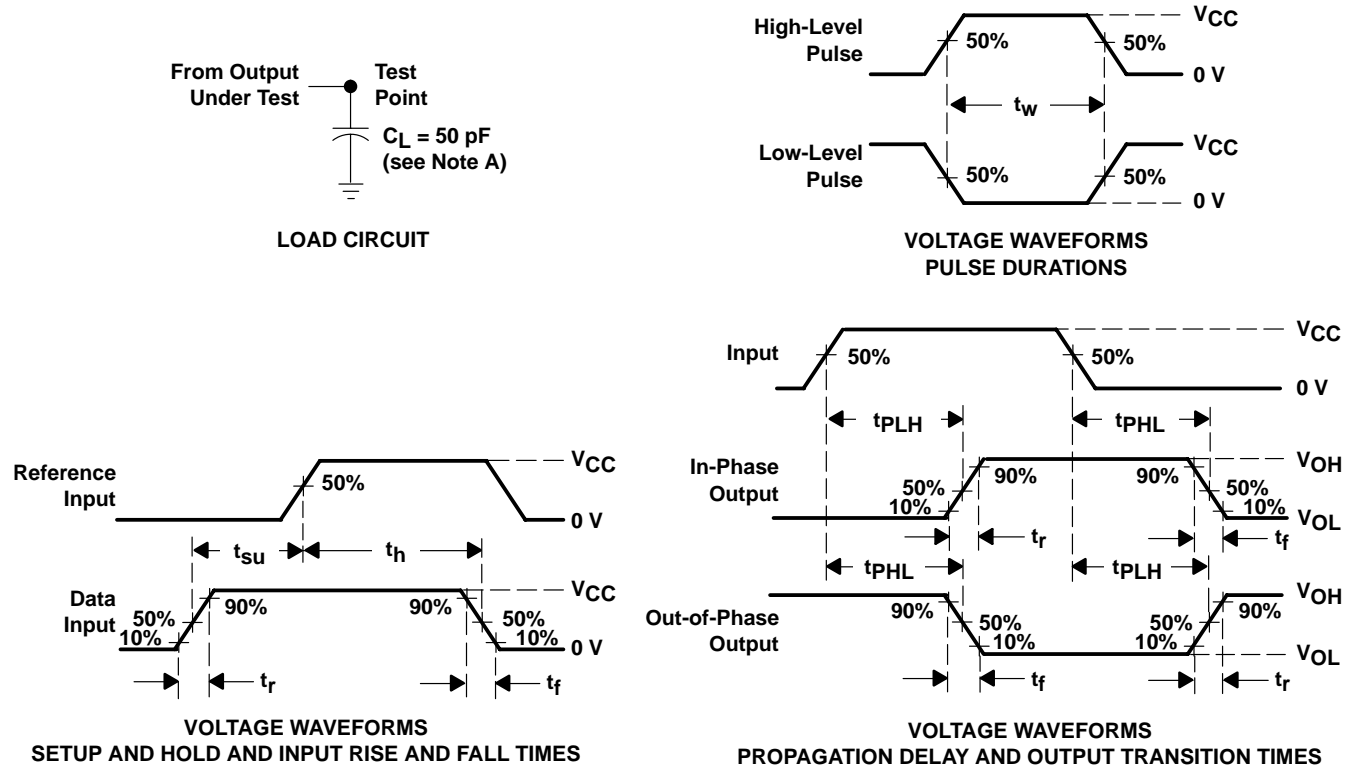 From Output
Under Test
Test
Point
CL = 50 pF
(see Note A)
LOAD CIRCUIT
High-Level
Pulse
50%
50%
VCC
0 V
tw
Low-Level
Pulse
50%
50%
VCC
0 V
VOLTAGE WAVEFORMS
PULSE DURATIONS
Reference
Input
50%
VCC
0 V
tsu
th
Data
Input
50%
10%
90%
90%
50%
10%
VCC
0 V
tr
tf
VOLTAGE WAVEFORMS
SETUP AND HOLD AND INPUT RISE AND FALL TIMES
Input
50%
50%
VCC
0 V
tPLH
tPHL
In-Phase
Output
50%
10%
90%
90%
50%
10%
VOH
VOL
tr
tf
tPHL
tPLH
Out-of-Phase
Output
90%
50%
10%
50%
10%
90%
VOH
VOL
tf
tr
VOLTAGE WAVEFORMS
PROPAGATION DELAY AND OUTPUT TRANSITION TIMES